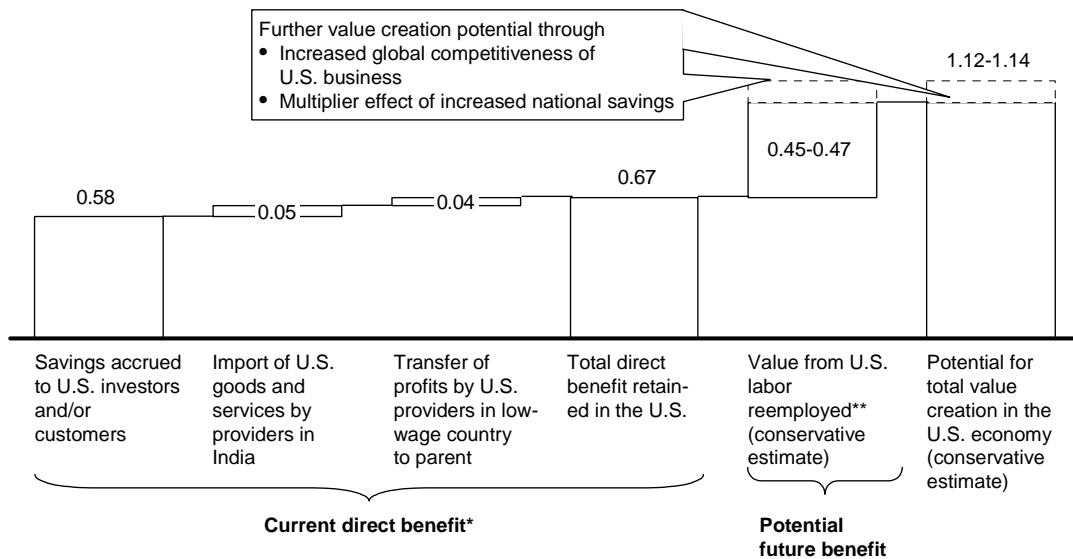 Further value creation potential through
• Increased global competitiveness of
U.S. business
• Multiplier effect of increased national savings
1.12-1.14
0.45-0.47
0.67
0.58
0.05
0.04
Savings accrued
to U.S. investors
and/or
customers
Import of U.S.
goods and
services by
providers in
India
Transfer of
profits by U.S.
providers in low-
wage country
to parent
Total direct
benefit retain-
ed in the U.S.
Value from U.S.
labor
reemployed**
(conservative
estimate)
Potential for
total value
creation in the
U.S. economy
(conservative
estimate)
Current direct benefit*
Potential
future benefit